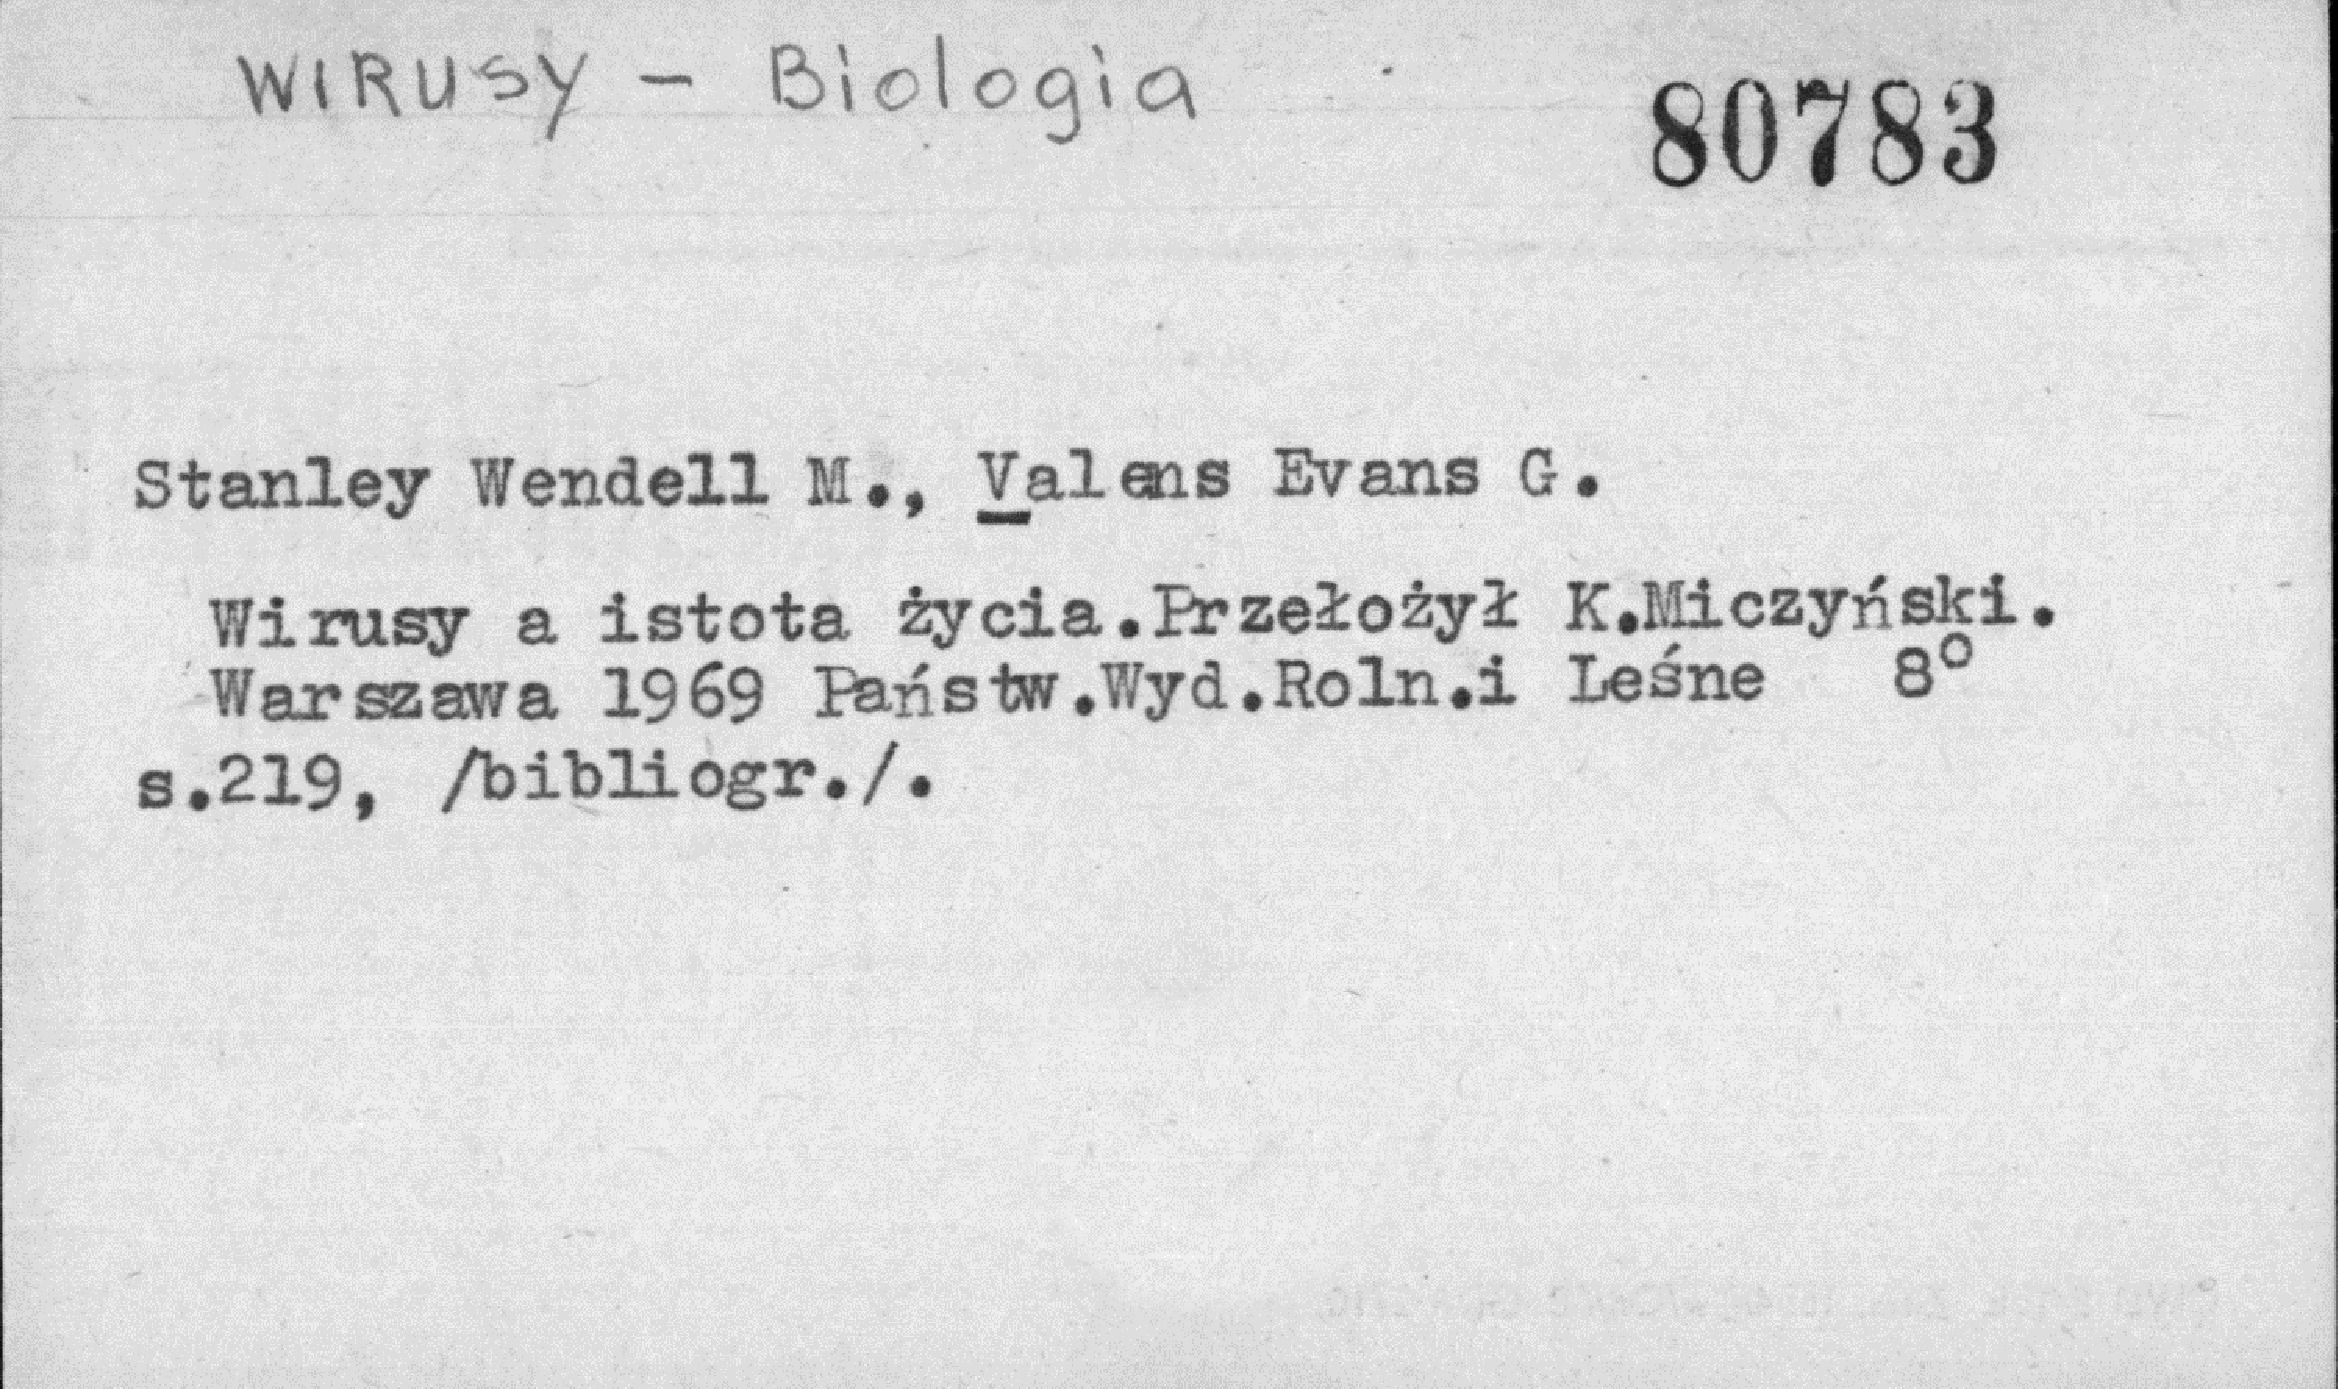 WIRUSY - Biologia
80783
Stanley Wendell M., Valens Evans G.
Wirusy a istota życia.Przełożył K.Miczyński.
Warszawa 1969 Państw.Wyd.Roln.i Leśne 8°
s.219, /bibliogr./.